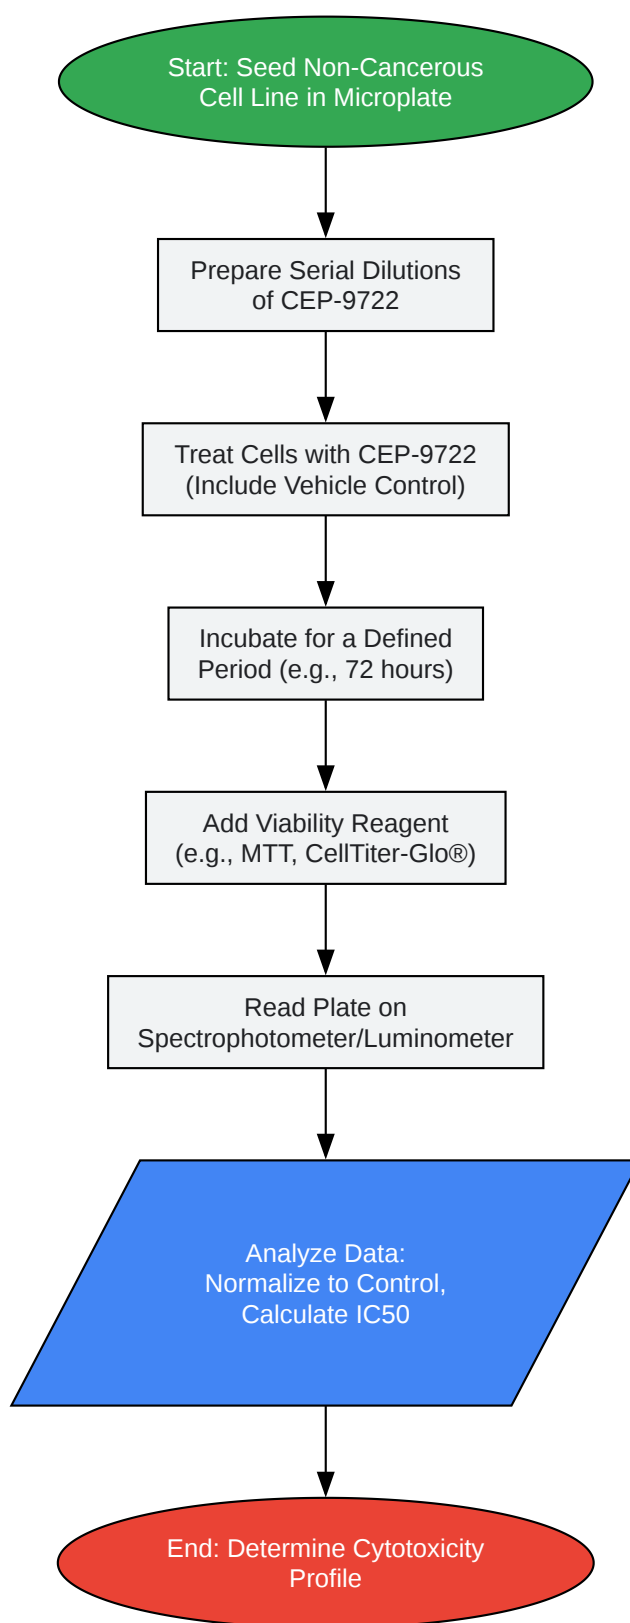 Start: Seed Non-Cancerous
Cell Line in Microplate
Prepare Serial Dilutions
of CEP-9722
Treat Cells with CEP-9722
(Include Vehicle Control)
Incubate for a Defined
Period (e.g., 72 hours)
Add Viability Reagent
(e.g., MTT, CellTiter-Glo®)
Read Plate on
Spectrophotometer/Luminometer
Analyze Data:
Normalize to Control,
Calculate IC50
End: Determine Cytotoxicity
Profile